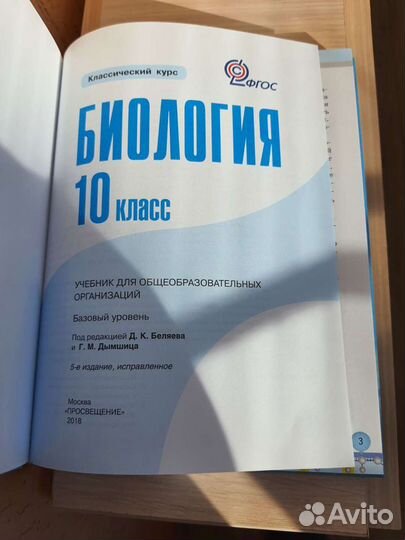 Классический курс
ФГОС
БИОЛОГИЯ
10 класс
УЧЕБНИК ДЛЯ ОБЩЕОБРАЗОВАТЕЛЬНЫХ
ОРГАНИЗАЦИЙ
Базовый уровень
Под редакцией Д. К. Беляева
и Г. М. Дымшица
5-е издание, исправленное
Москва
«ПРОСВЕЩЕНИЕ»
2018
3
Avito